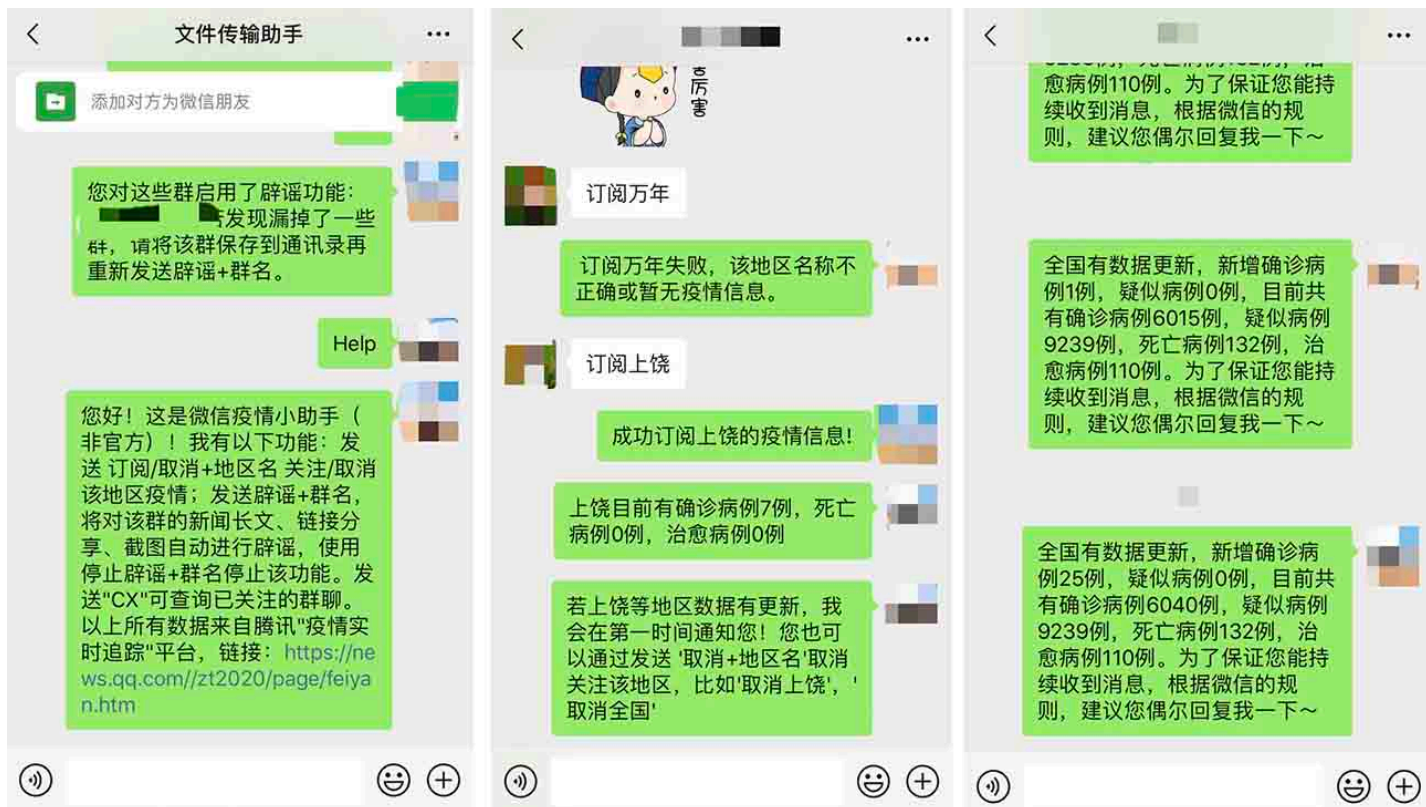 文件传输助手
添加对方为微信朋友
您对这些群启用了辟谣功能：
发现漏掉了一些
群，请将该群保存到通讯录再
重新发送辟谣+群名。
Help
您好！这是微信疫情小助手（
非官方）！我有以下功能：发
送 订阅/取消+地区名 关注/取消
该地区疫情；发送辟谣+群名，
将对该群的新闻长文、链接分
享、截图自动进行辟谣，使用
停止辟谣+群名停止该功能。发
送"CX"可查询已关注的群聊。
以上所有数据来自腾讯"疫情实
时追踪"平台，链接：https://ne
ws.qq.com//zt2020/page/feiya
n.htm
厉害
订阅万年
订阅万年失败，该地区名称不
正确或暂无疫情信息。
订阅上饶
成功订阅上饶的疫情信息!
上饶目前有确诊病例7例，死亡
病例0例，治愈病例0例
若上饶等地区数据有更新，我
会在第一时间通知您！您也可
以通过发送 '取消+地区名'取消
关注该地区，比如'取消上饶'，'
取消全国'
愈病例110例。为了保证您能持
续收到消息，根据微信的规
则，建议您偶尔回复我一下～
全国有数据更新，新增确诊病
例1例，疑似病例0例，目前共
有确诊病例6015例，疑似病例
9239例，死亡病例132例，治
愈病例110例。为了保证您能持
续收到消息，根据微信的规
则，建议您偶尔回复我一下～
全国有数据更新，新增确诊病
例25例，疑似病例0例，目前共
有确诊病例6040例，疑似病例
9239例，死亡病例132例，治
愈病例110例。为了保证您能持
续收到消息，根据微信的规
则，建议您偶尔回复我一下～